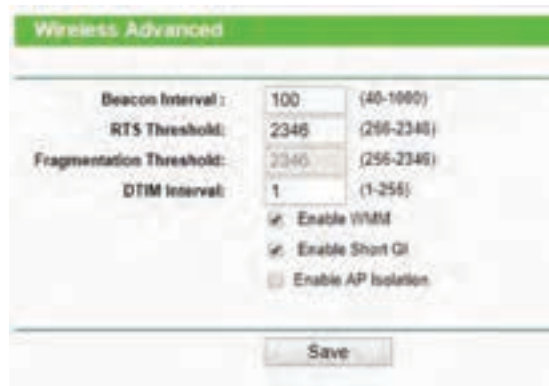 Wireless Advanced
Beacon Interval : 100 (40-1000)
RTS Threshold: 2346 (256-2346)
Fragmentation Threshold: 2346 (256-2346)
DTIM Interval: 1 (1-255)
Enable WMM
Enable Short GI
Enable AP Isolation
Save